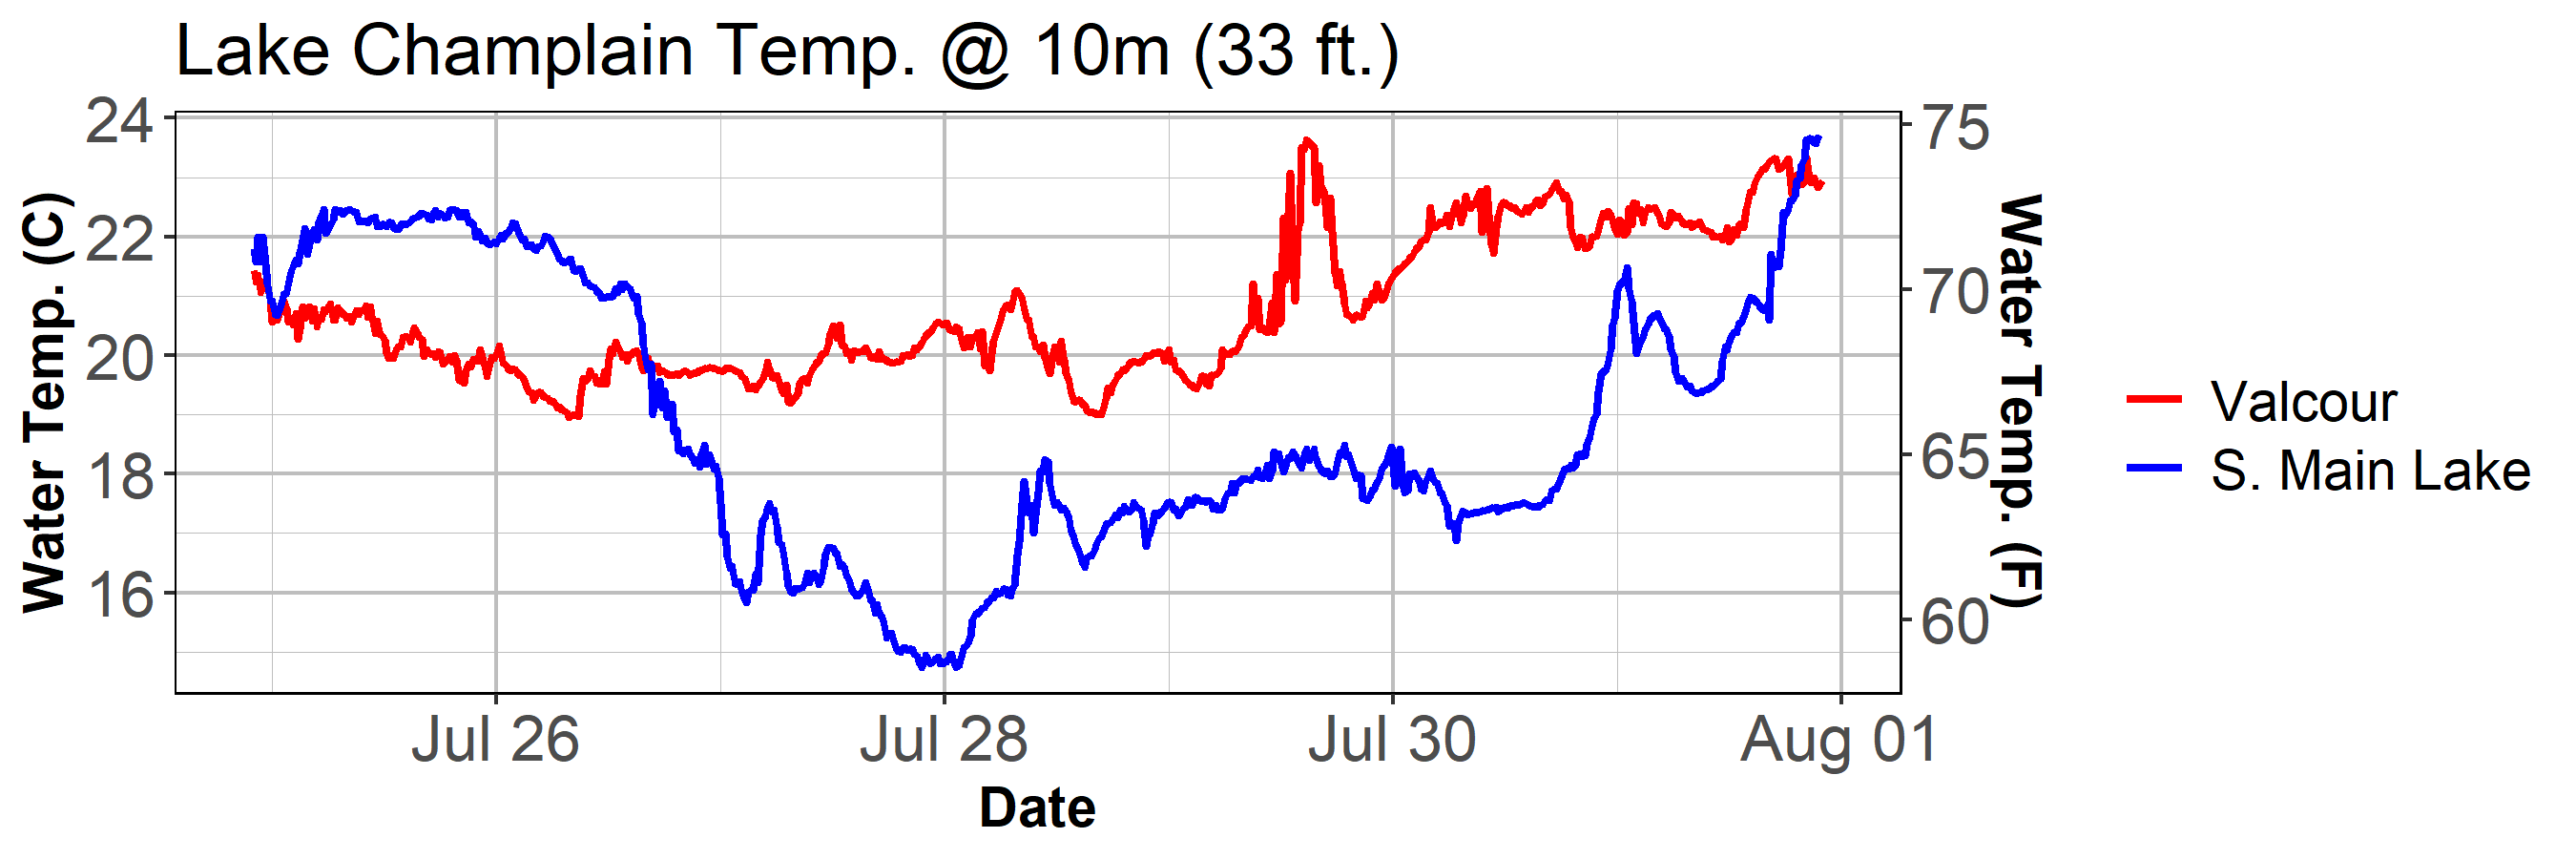 Lake Champlain Temp. @ 10m (33 ft.)
Water Temp. (C)
24
22
20
18
16
75
70
65
60
Water Temp. (F)
Jul 26
Jul 28
Jul 30
Aug 01
Date
Valcour
S. Main Lake